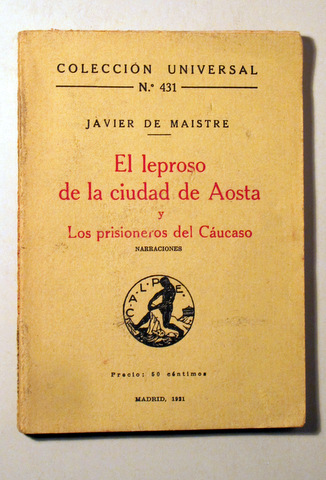 COLECCIÓN UNIVERSAL
N.º 431
JAVIER DE MAISTRE
El leproso
de la ciudad de Aosta
y
Los prisioneros del Cáucaso
NARRACIONES
CALPE
Precio: 50 céntimos
MADRID, 1921